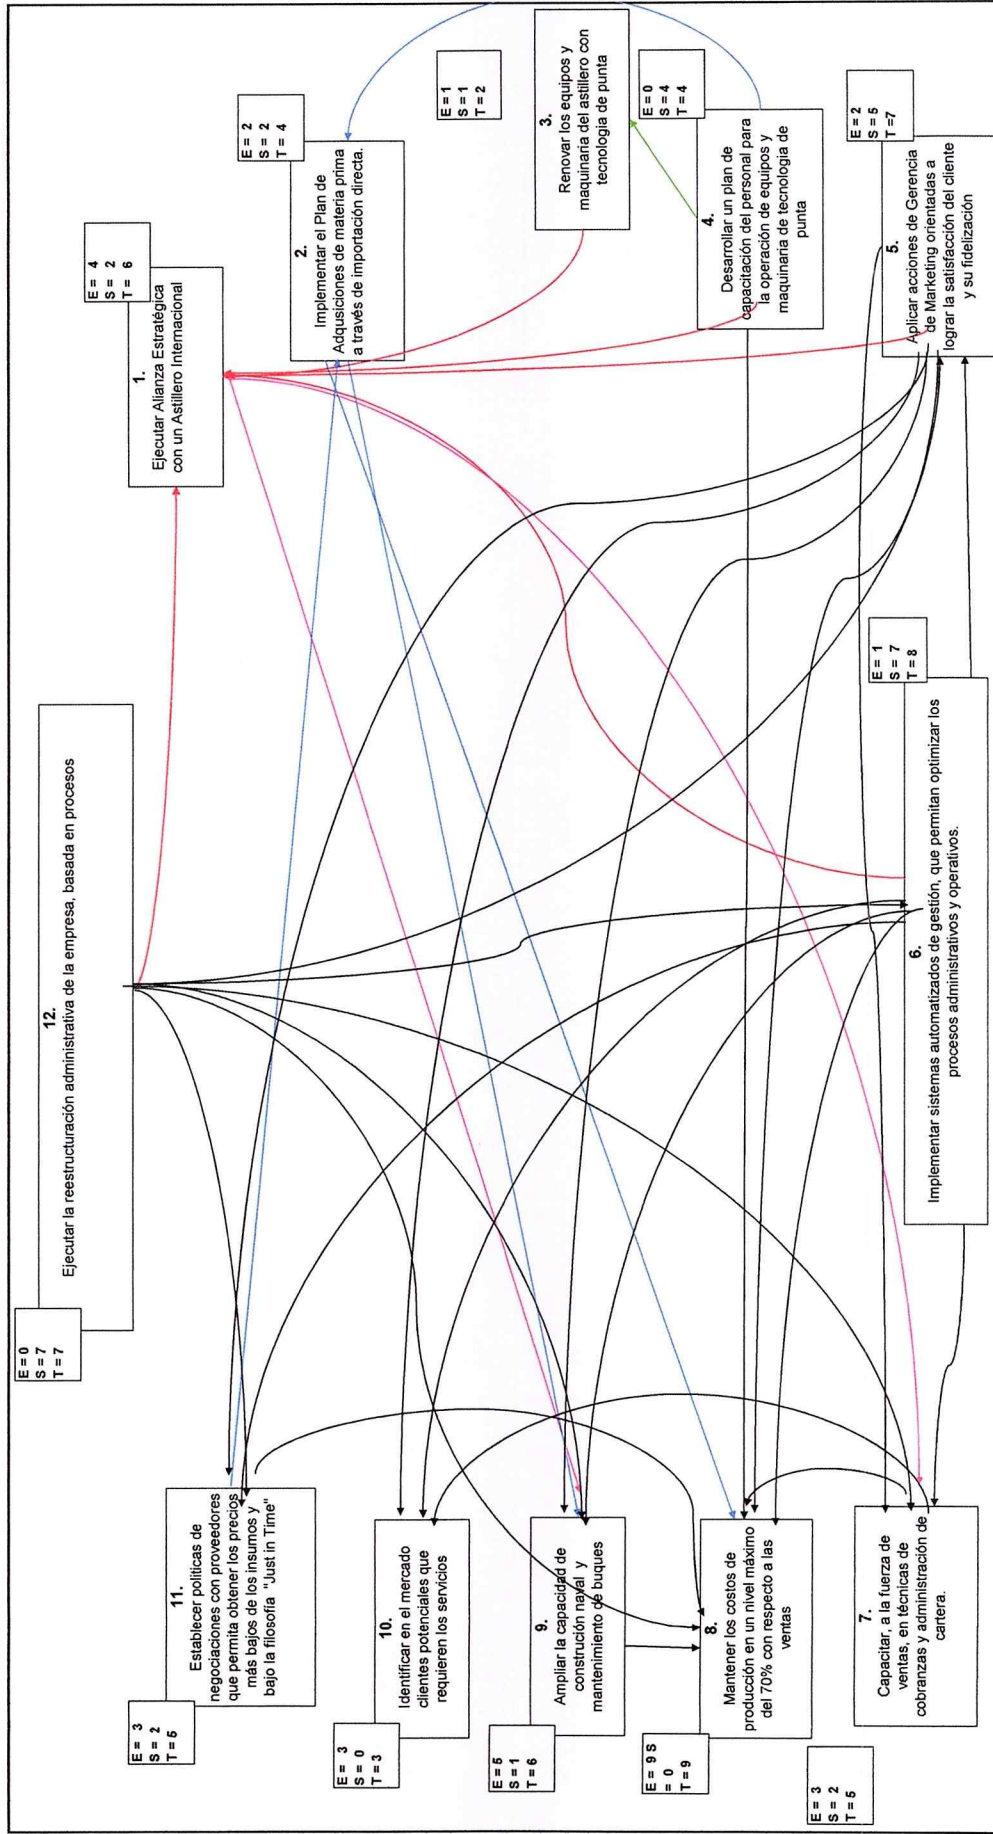 12.
Ejecutar la reestructuración administrativa de la empresa, basada en procesos
E = 0
S = 7
T = 7
1.
Ejecutar Alianza Estratégica
con un Astillero Internacional
E = 4
S = 2
T = 6
2.
Implementar el Plan de
Adqusiciones de materia prima
a través de importación directa.
E = 2
S = 2
T = 4
3.
Renovar los equipos y
maquinaria del astillero con
tecnologia de punta
E = 1
S = 1
T = 2
4.
Desarrollar un plan de
capacitación del personal para
la operación de equipos y
maquinaria de tecnología de
punta
E = 0
S = 4
T = 4
5.
Aplicar acciones de Gerencia
de Marketing orientadas a
lograr la satisfacción del cliente
y su fidelización
E = 2
S = 5
T =7
6.
Implementar sistemas automatizados de gestión, que permitan optimizar los
procesos administrativos y operativos.
E = 1
S = 7
T = 8
7.
Capacitar, a la fuerza de
ventas, en técnicas de
cobranzas y administración de
cartera.
E = 3
S = 2
T = 5
8.
Mantener los costos de
producción en un nivel máximo
del 70% con respecto a las
ventas
E = 9 S
= 0
T = 9
9.
Ampliar la capacidad de
construción naval y
mantenimiento de buques
E = 5
S = 1
T = 6
10.
Identificar en el mercado
clientes potenciales que
requieren los servicios
E = 3
S = 0
T = 3
11.
Establecer políticas de
negociaciones con proveedores
que permita obtener los precios
más bajos de los insumos y
bajo la filosofía "Just in Time"
E = 3
S = 2
T = 5